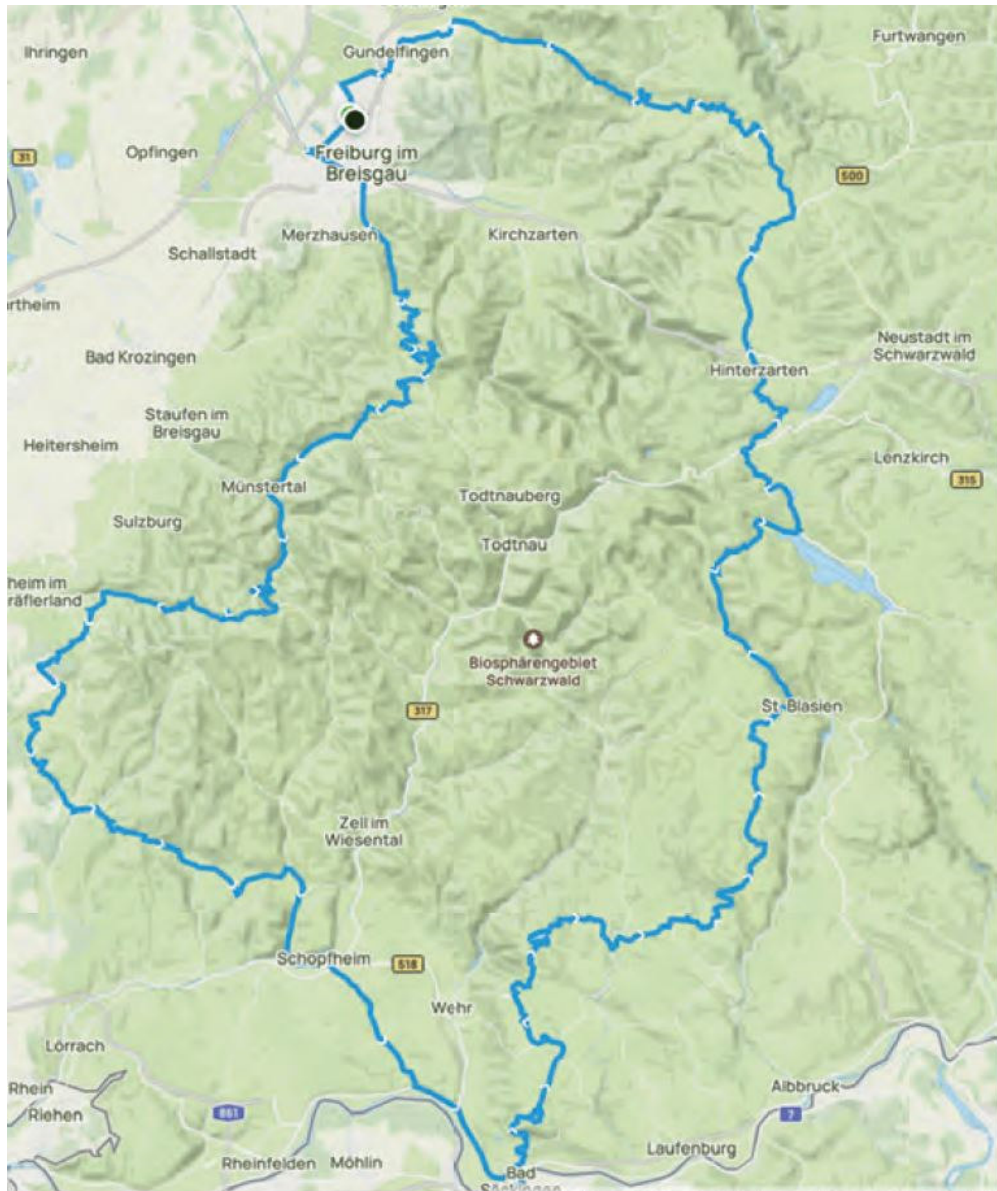 Ihringen
Gundelfingen
Furtwangen
31
Opfingen
Freiburg im
Breisgau
500
Merzhausen
Kirchzarten
Schallstadt
rtheim
Bad Krozingen
Hinterzarten
Neustadt im
Schwarzwald
Staufen im
Breisgau
Heitersheim
Lenzkirch
315
Münstertal
Todtnauberg
Sulzburg
Todtnau
heim im
räflerland
Biosphärengebiet
Schwarzwald
317
St. Blasien
Zell im
Wiesental
Schopfheim
518
Wehr
Lörrach
Rhein
Riehen
861
Albbruck
7
Laufenburg
Rheinfelden
Möhlin
Bad